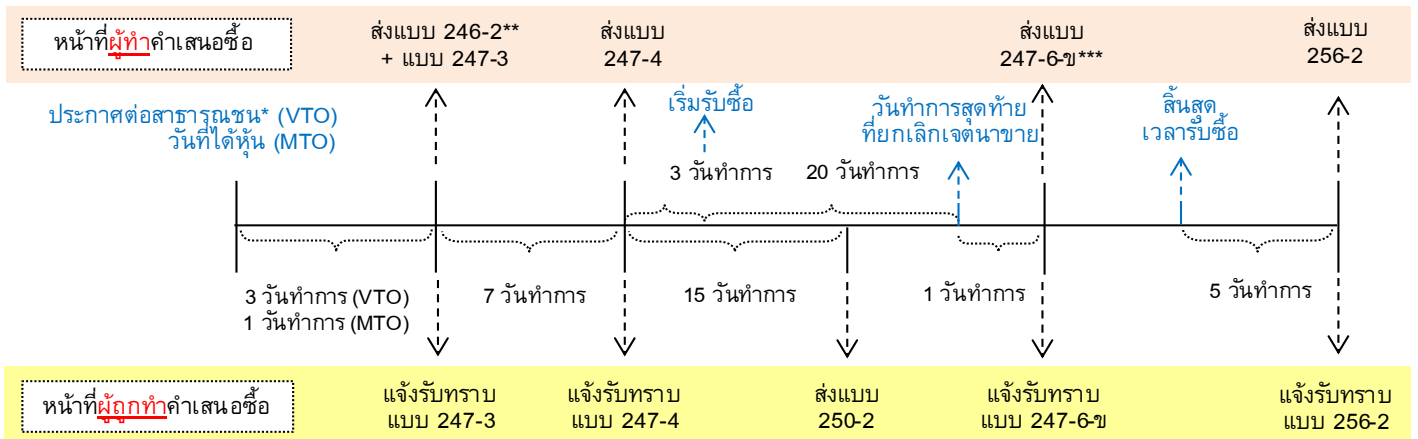 หน้าที่ผู้ทำคำเสนอซื้อ
ส่งแบบ 246-2**
+ แบบ 247-3
ส่งแบบ
247-4
ส่งแบบ
247-6-ข***
ส่งแบบ
256-2
ประกาศต่อสาธารณชน* (VTO)
วันที่ได้หุ้น (MTO)
เริ่มรับซื้อ
วันทำการสุดท้าย
ที่ยกเลิกเจตนาขาย
สิ้นสุด
เวลารับซื้อ
3 วันทำการ
20 วันทำการ
3 วันทำการ (VTO)
1 วันทำการ (MTO)
7 วันทำการ
15 วันทำการ
1 วันทำการ
5 วันทำการ
หน้าที่ผู้ถูกทำคำเสนอซื้อ
แจ้งรับทราบ
แบบ 247-3
แจ้งรับทราบ
แบบ 247-4
ส่งแบบ
250-2
แจ้งรับทราบ
แบบ 247-6-ข
แจ้งรับทราบ
แบบ 256-2